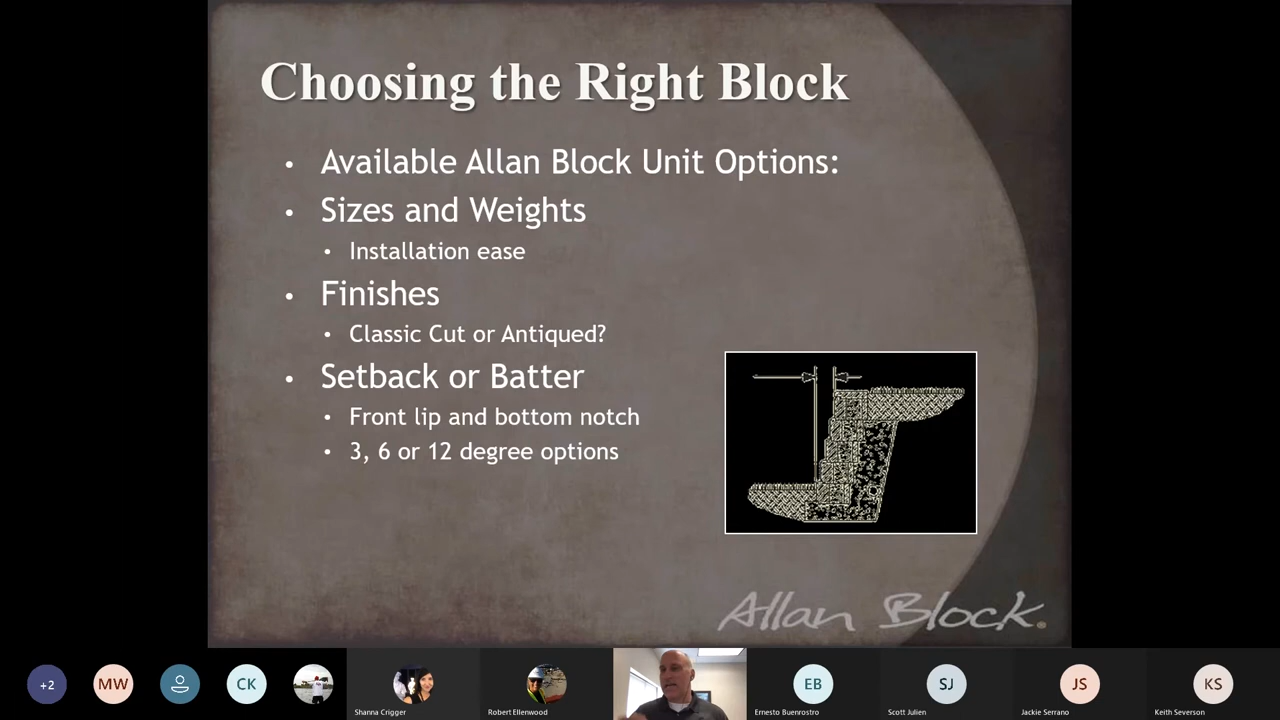 Choosing the Right Block
• Available Allan Block Unit Options:
• Sizes and Weights
• Installation ease
• Finishes
• Classic Cut or Antiqued?
• Setback or Batter
• Front lip and bottom notch
• 3, 6 or 12 degree options
Allan Block.
+2
MW
CK
Shanna Crigger
Robert Ellenwood
EB
Ernesto Buenrostro
SJ
Scott Julien
JS
Jackie Serrano
KS
Keith Severson